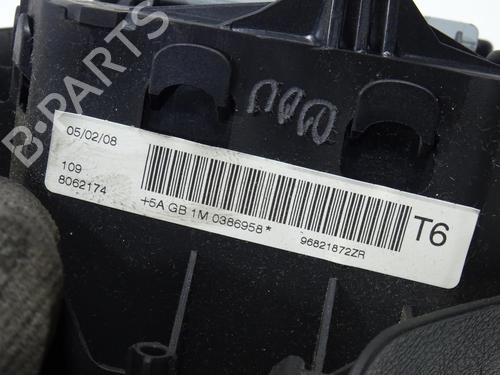 B-PARTS
05/02/08
109
8062174
+5A GB 1M 0386958*
96821872ZR
T6